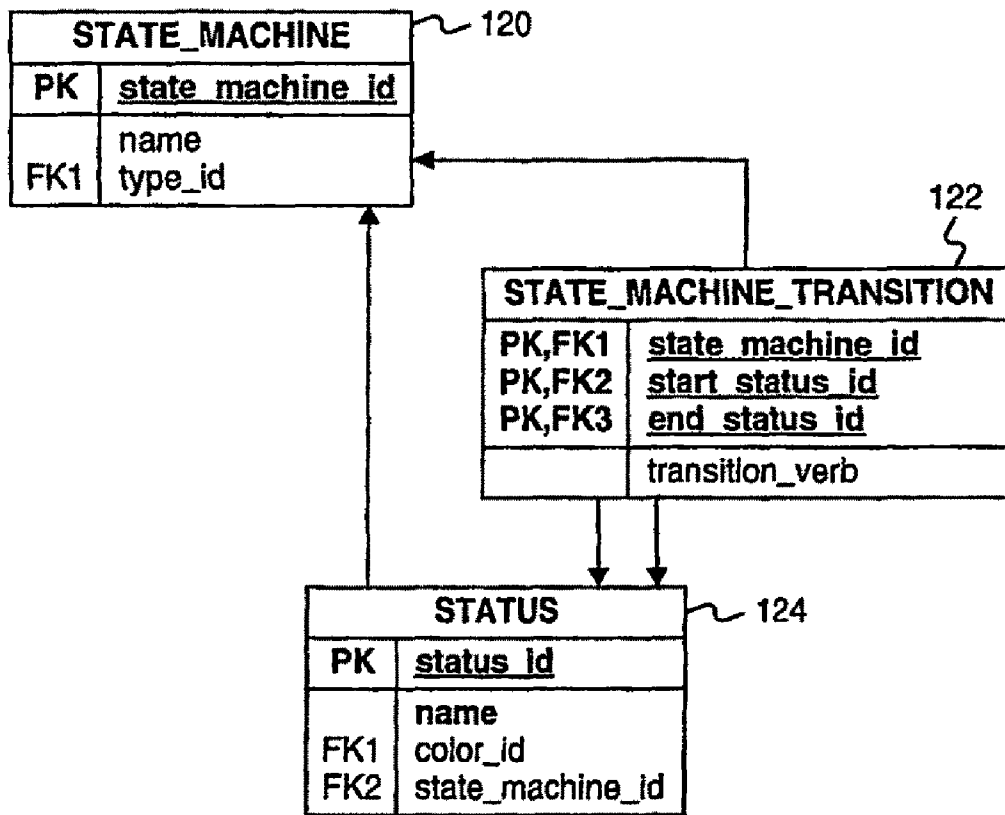 STATE_MACHINE
120
PK state_machine_id
name
FK1 type_id
122
STATE_MACHINE_TRANSITION
PK,FK1 state_machine_id
PK,FK2 start_status_id
PK,FK3 end_status_id
transition_verb
STATUS
124
PK status_id
name
FK1 color_id
FK2 state_machine_id